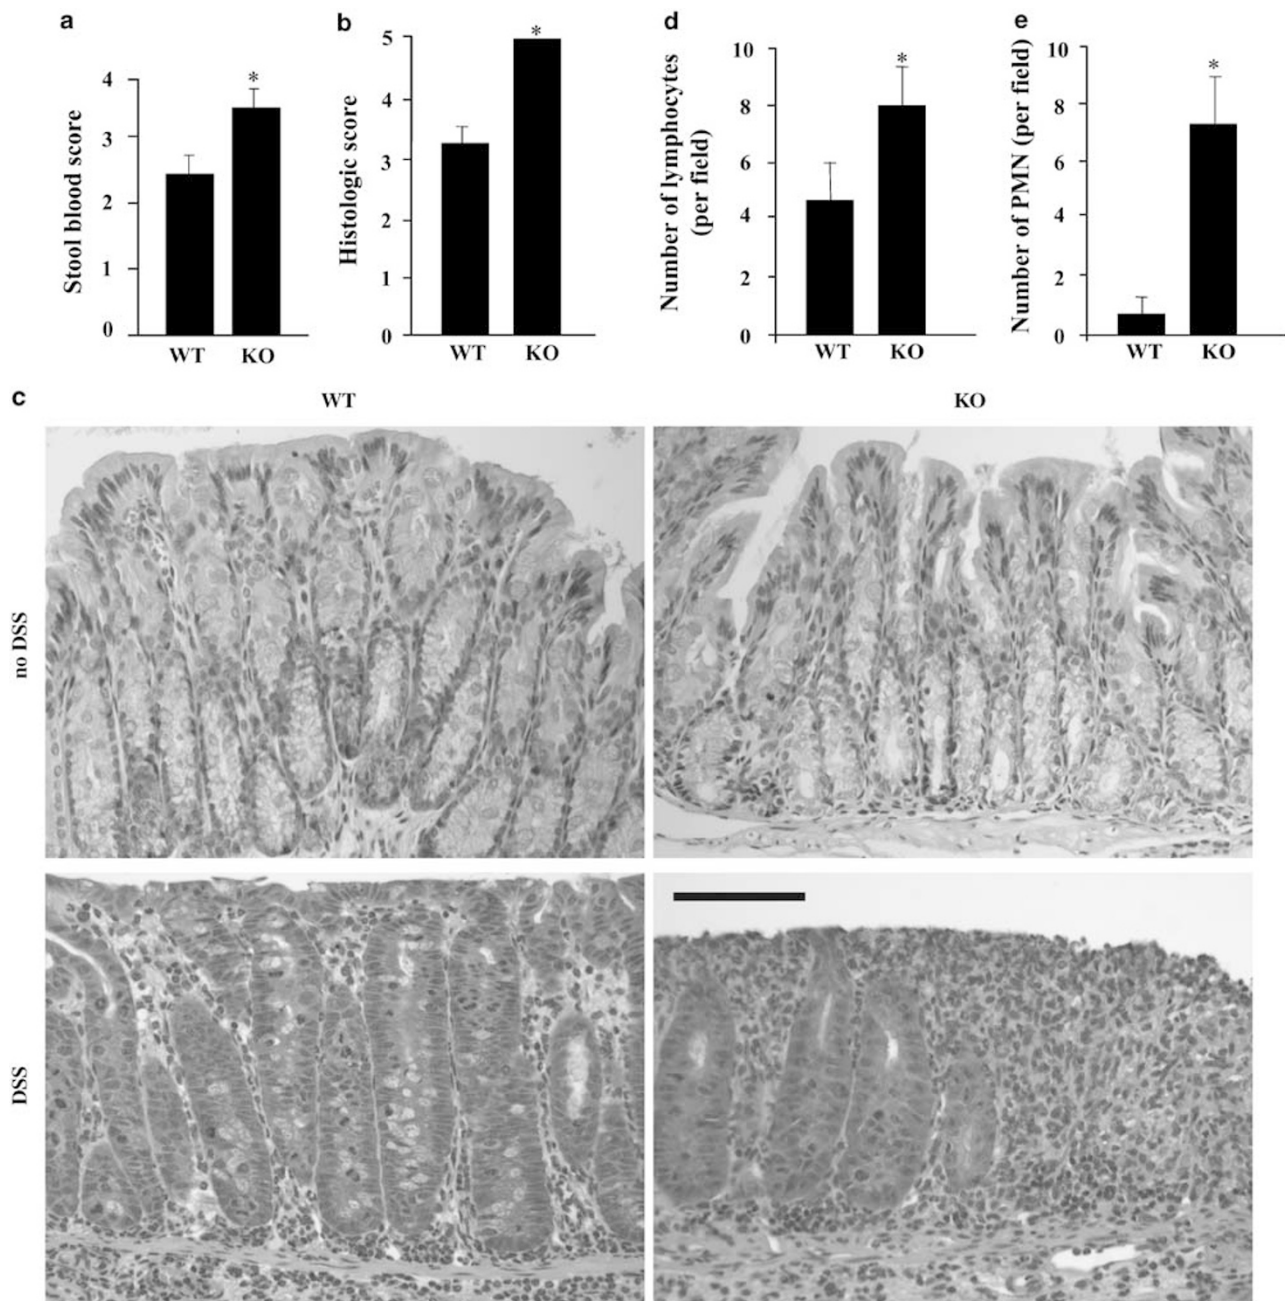 a
Stool blood score
4
3
2
1
0
*
WT KO
b
Histologic score
5
4
3
2
1
0
*
WT KO
d
Number of lymphocytes
(per field)
10
8
6
4
2
0
*
WT KO
e
Number of PMN (per field)
10
8
6
4
2
0
*
WT KO
c
WT KO
no DSS
DSS